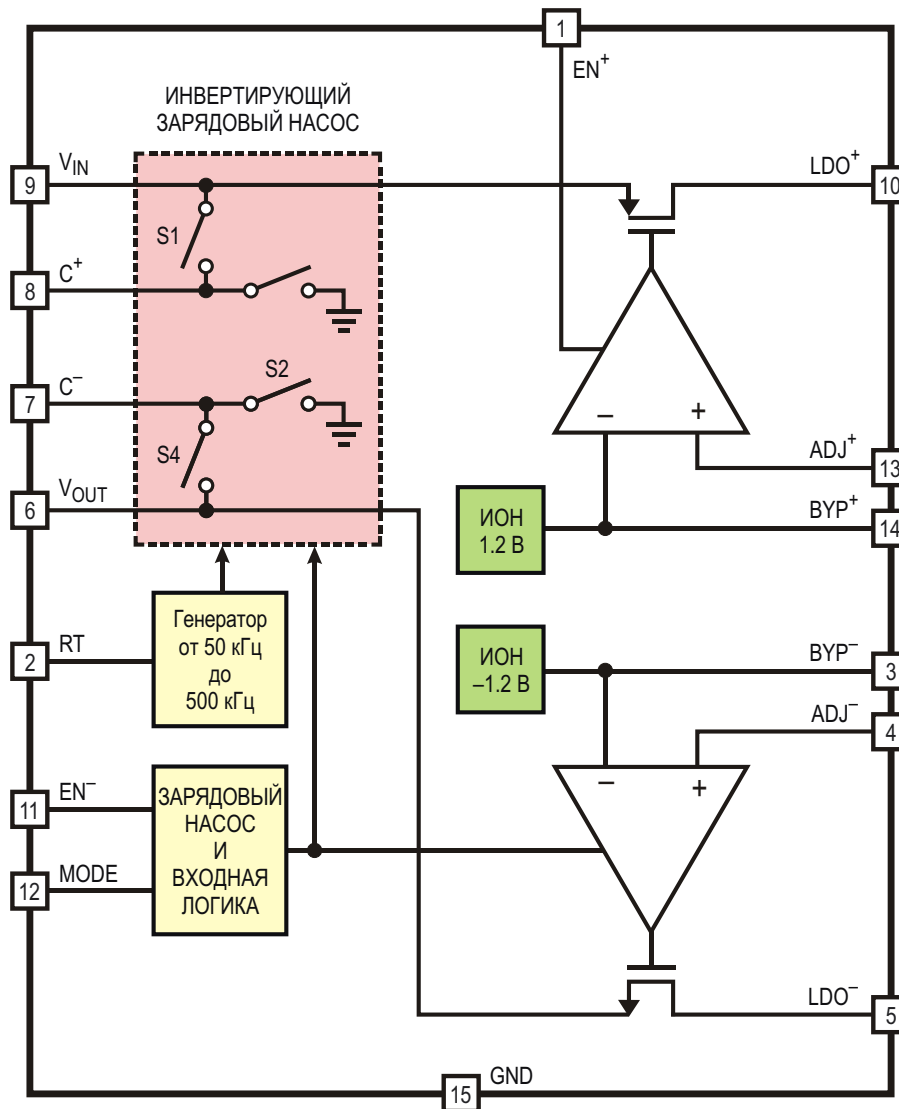 1
EN+
ИНВЕРТИРУЮЩИЙ
ЗАРЯДОВЫЙ НАСОС
9
VIN
S1
LDO+
10
8
C+
7
C−
S2
S4
−
+
ADJ+
13
6
VOUT
ИОН
1.2 В
BYP+
14
2
RT
Генератор
от 50 кГц
до
500 кГц
ИОН
–1.2 В
BYP−
3
ADJ−
4
−
+
11
EN−
12
MODE
ЗАРЯДОВЫЙ
НАСОС
И
ВХОДНАЯ
ЛОГИКА
LDO−
5
15
GND